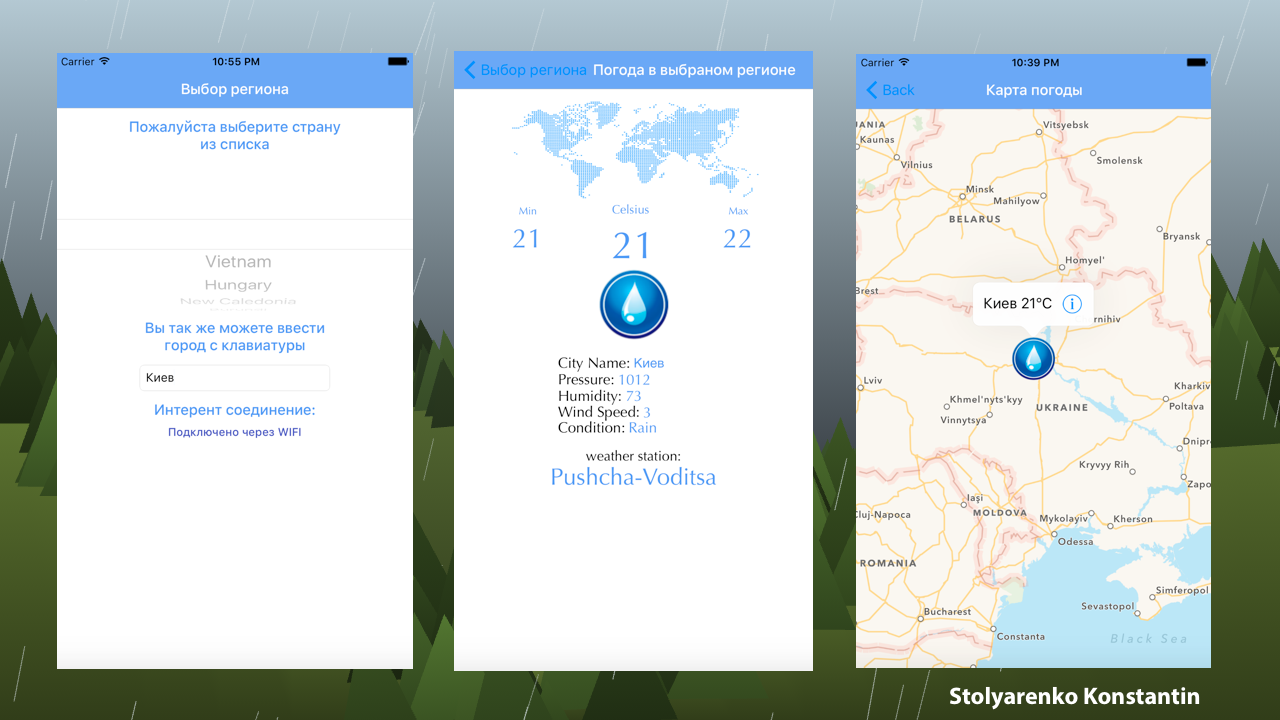 Carrier 10:55 PM
Выбор региона
Пожалуйста выберите страну
из списка
Vietnam
Hungary
New Caledonia
Вы так же можете ввести
город с клавиатуры
Киев
Интерент соединение:
Подключено через WIFI
Выбор региона Погода в выбраном регионе
Min Celsius Max
21 21 22
City Name: Киев
Pressure: 1012
Humidity: 73
Wind Speed: 3
Condition: Rain
weather station:
Pushcha-Voditsa
Carrier 10:39 PM
Back Карта погоды
Vitsyebsk
JANIA
Kaunas
Smolensk
Vilnius
Minsk
Mahilyow
BELARUS
Bryansk
Homyel'
Brest
Киев 21°C
rnihiv
Lviv
Kharkiv
Khmel'nyts'kyy
Poltava
UKRAINE
Vinnytsya
Dnipr
Kryvyy Rih
Zapo
Iaşi
MOLDOVA
Cluj-Napoca
Mykolayiv
Kherson
Odessa
ROMANIA
Simferopol
Sevastopol
Bucharest
Constanta
Black Sea
Stolyarenko Konstantin